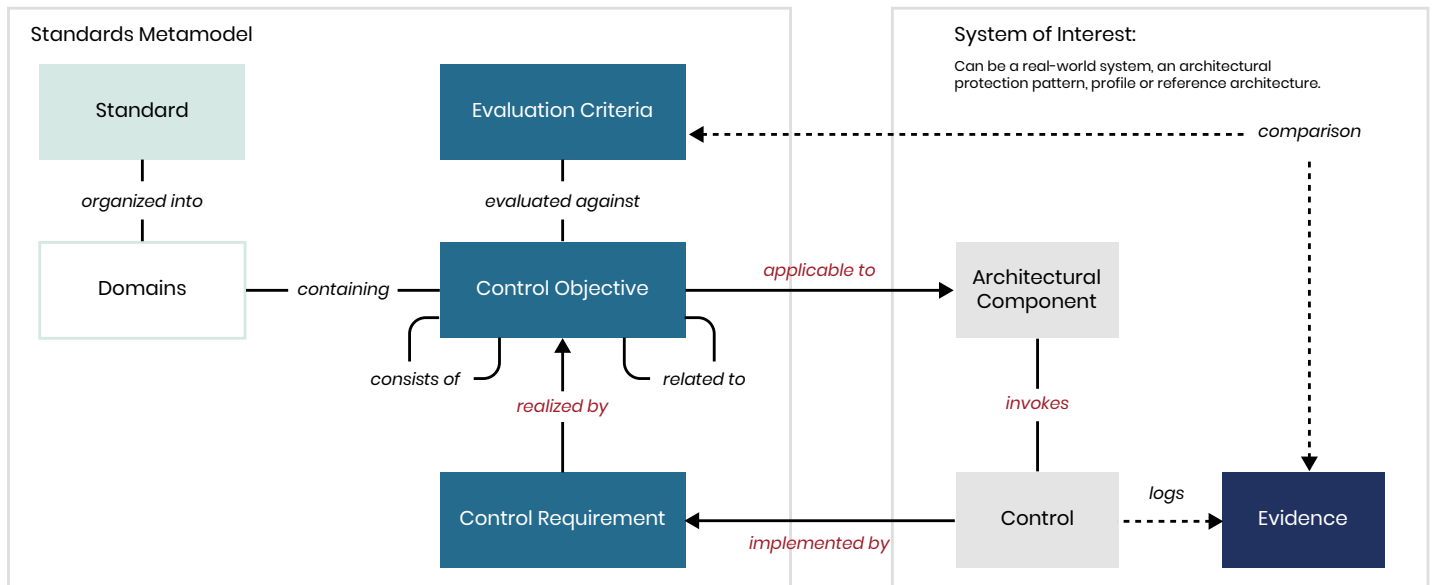 Standards Metamodel
System of Interest:
Can be a real-world system, an architectural
protection pattern, profile or reference architecture.
Standard
Evaluation Criteria
comparison
organized into
evaluated against
Domains
containing
Control Objective
applicable to
Architectural
Component
consists of
related to
realized by
invokes
Control Requirement
implemented by
Control
logs
Evidence